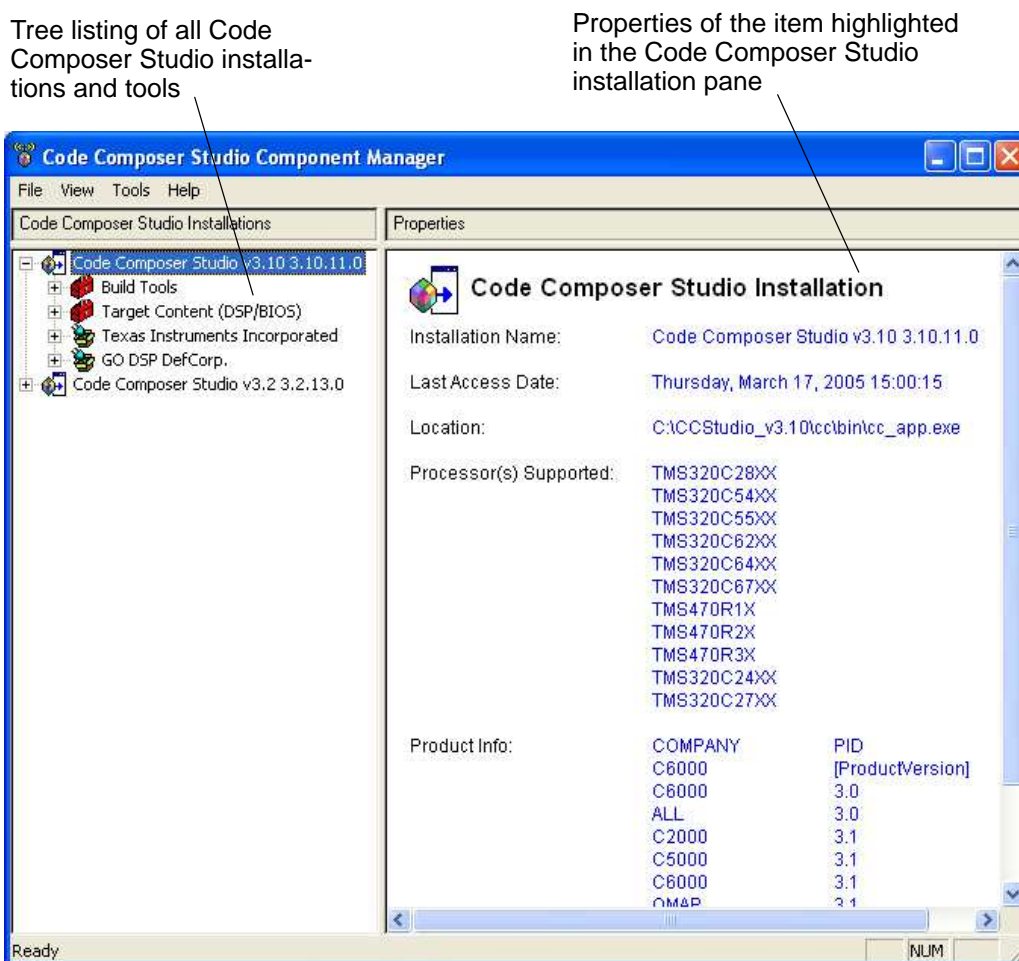 Tree listing of all Code
Composer Studio installa-
tions and tools
Properties of the item highlighted
in the Code Composer Studio
installation pane
Code Composer Studio Component Manager
File View Tools Help
Code Composer Studio Installations
Properties
Code Composer Studio v3.10 3.10.11.0
Build Tools
Target Content (DSP/BIOS)
Texas Instruments Incorporated
GO DSP DefCorp.
Code Composer Studio v3.2 3.2.13.0
Code Composer Studio Installation
Installation Name: Code Composer Studio v3.10 3.10.11.0
Last Access Date: Thursday, March 17, 2005 15:00:15
Location: C:\CCStudio_v3.10\cc\bin\cc_app.exe
Processor(s) Supported: TMS320C28XX
TMS320C54XX
TMS320C55XX
TMS320C62XX
TMS320C64XX
TMS320C67XX
TMS470R1X
TMS470R2X
TMS470R3X
TMS320C24XX
TMS320C27XX
Product Info: COMPANY PID
C6000 [ProductVersion]
C6000 3.0
ALL 3.0
C2000 3.1
C5000 3.1
C6000 3.1
OMAP 3.1
Ready
NUM